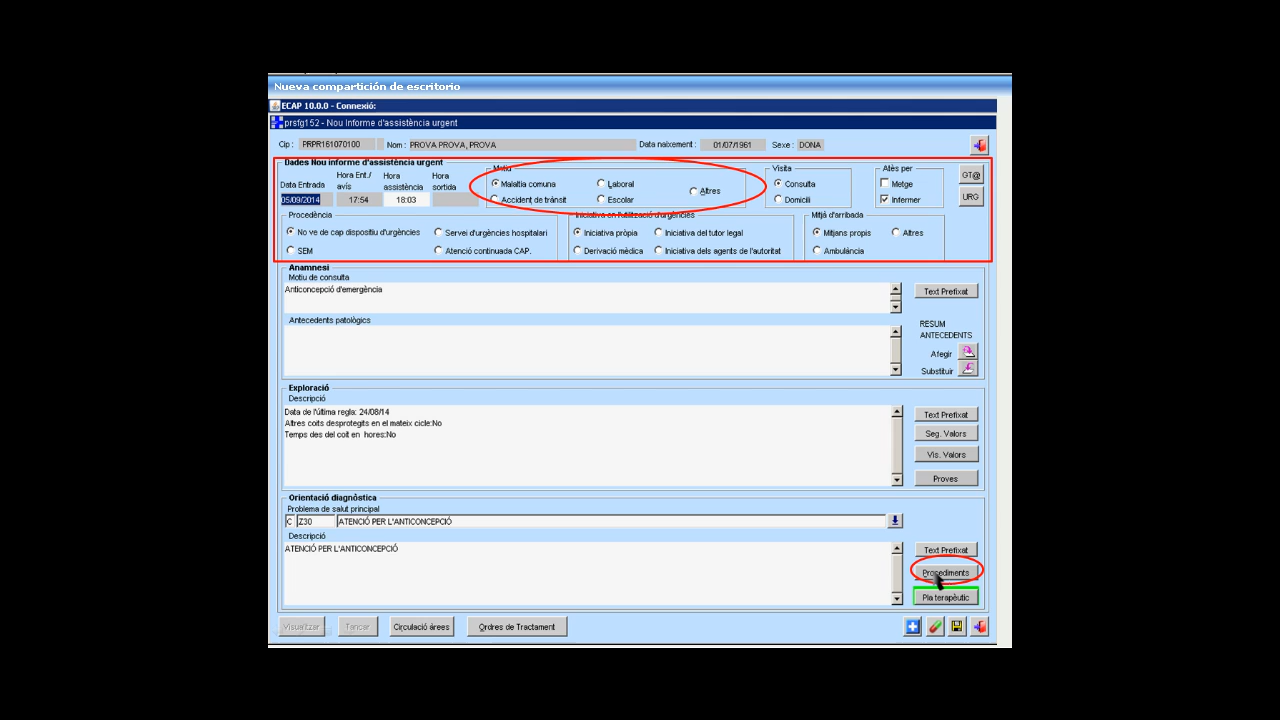 Nueva compartición de escritorio
ECAP 10.0.0 - Connexió:
prsfg152 - Nou Informe d'assistència urgent
Cip : PRPR161070100 Nom : PROVA PROVA, PROVA Data naixement : 01/07/1961 Sexe : DONA
Dades Nou informe d'assistència urgent
Data Entrada Hora Ent./ avís Hora assistència Hora sortida
05/09/2014 17:54 18:03
Motiu
Malaltia comuna Laboral Altres
Accident de trànsit Escolar
Visita
Consulta
Domicili
Atès per
Metge
Infermer
GT@
URG
Procedència
No ve de cap dispositiu d'urgències Servei d'urgències hospitalari
SEM Atenció continuada CAP.
Iniciativa en l'utilització d'urgències
Iniciativa pròpia Iniciativa del tutor legal
Derivació mèdica Iniciativa dels agents de l'autoritat
Mitjà d'arribada
Mitjans propis Altres
Ambulància
Anamnesi
Motiu de consulta
Anticoncepció d'emergència
Text Prefixat
Antecedents patològics
RESUM
ANTECEDENTS
Afegir
Substituir
Exploració
Descripció
Data de l'última regla: 24/08/14
Altres coits desprotegits en el mateix cicle:No
Temps des del coit en hores:No
Text Prefixat
Seg. Valors
Vis. Valors
Proves
Orientació diagnòstica
Problema de salut principal
C Z30 ATENCIÓ PER L'ANTICONCEPCIÓ
Descripció
ATENCIÓ PER L'ANTICONCEPCIÓ
Text Prefixat
Procediments
Pla terapèutic
Visualitzar Tancar Circulació árees Ordres de Tractament